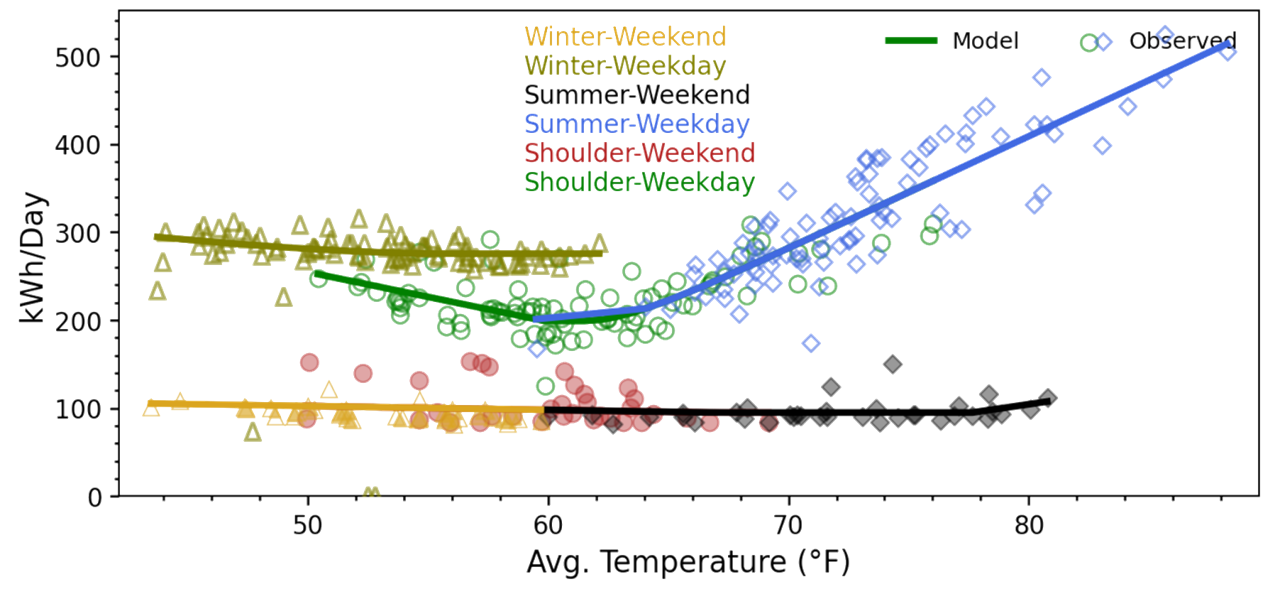 Winter-Weekend
Winter-Weekday
Summer-Weekend
Summer-Weekday
Shoulder-Weekend
Shoulder-Weekday
Model
Observed
kWh/Day
500
400
300
200
100
0
50
60
70
80
Avg. Temperature (°F)